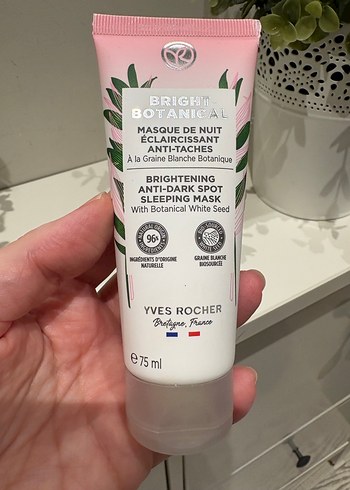 BRIGHT
BOTANICAL
MASQUE DE NUIT
ÉCLAIRCISSANT
ANTI-TACHES
À la Graine Blanche Botanique
BRIGHTENING
ANTI-DARK SPOT
SLEEPING MASK
With Botanical White Seed
96%
INGRÉDIENTS D'ORIGINE
NATURELLE
GRAINE BLANCHE
BIOSOURCÉE
YVES ROCHER
Bretagne, France
e 75 ml